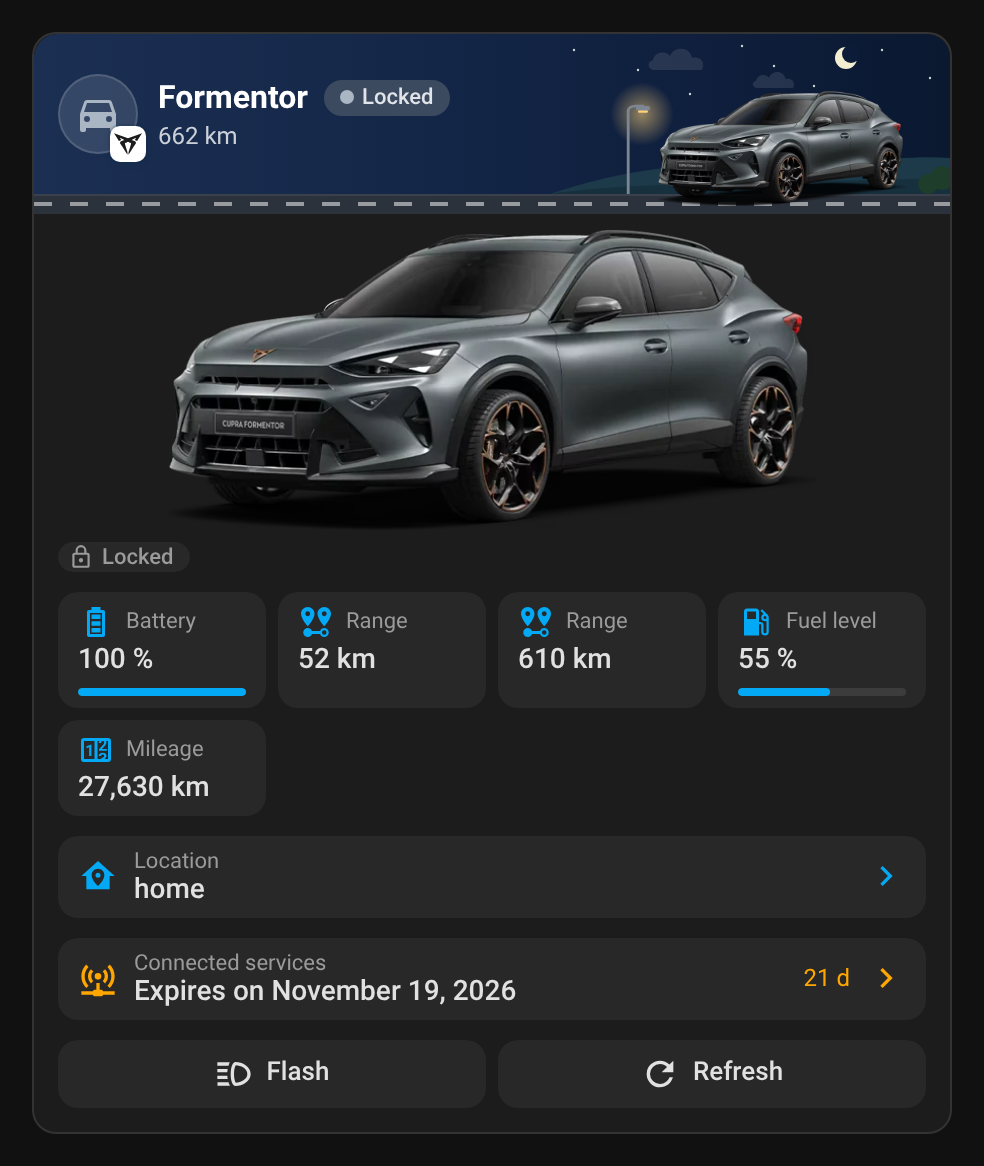 Formentor
Locked
662 km
CUPRA FORMENTOR
Locked
Battery
100 %
Range
52 km
Range
610 km
Fuel level
55 %
Mileage
27,630 km
Location
home
Connected services
Expires on November 19, 2026
21 d
Flash
Refresh